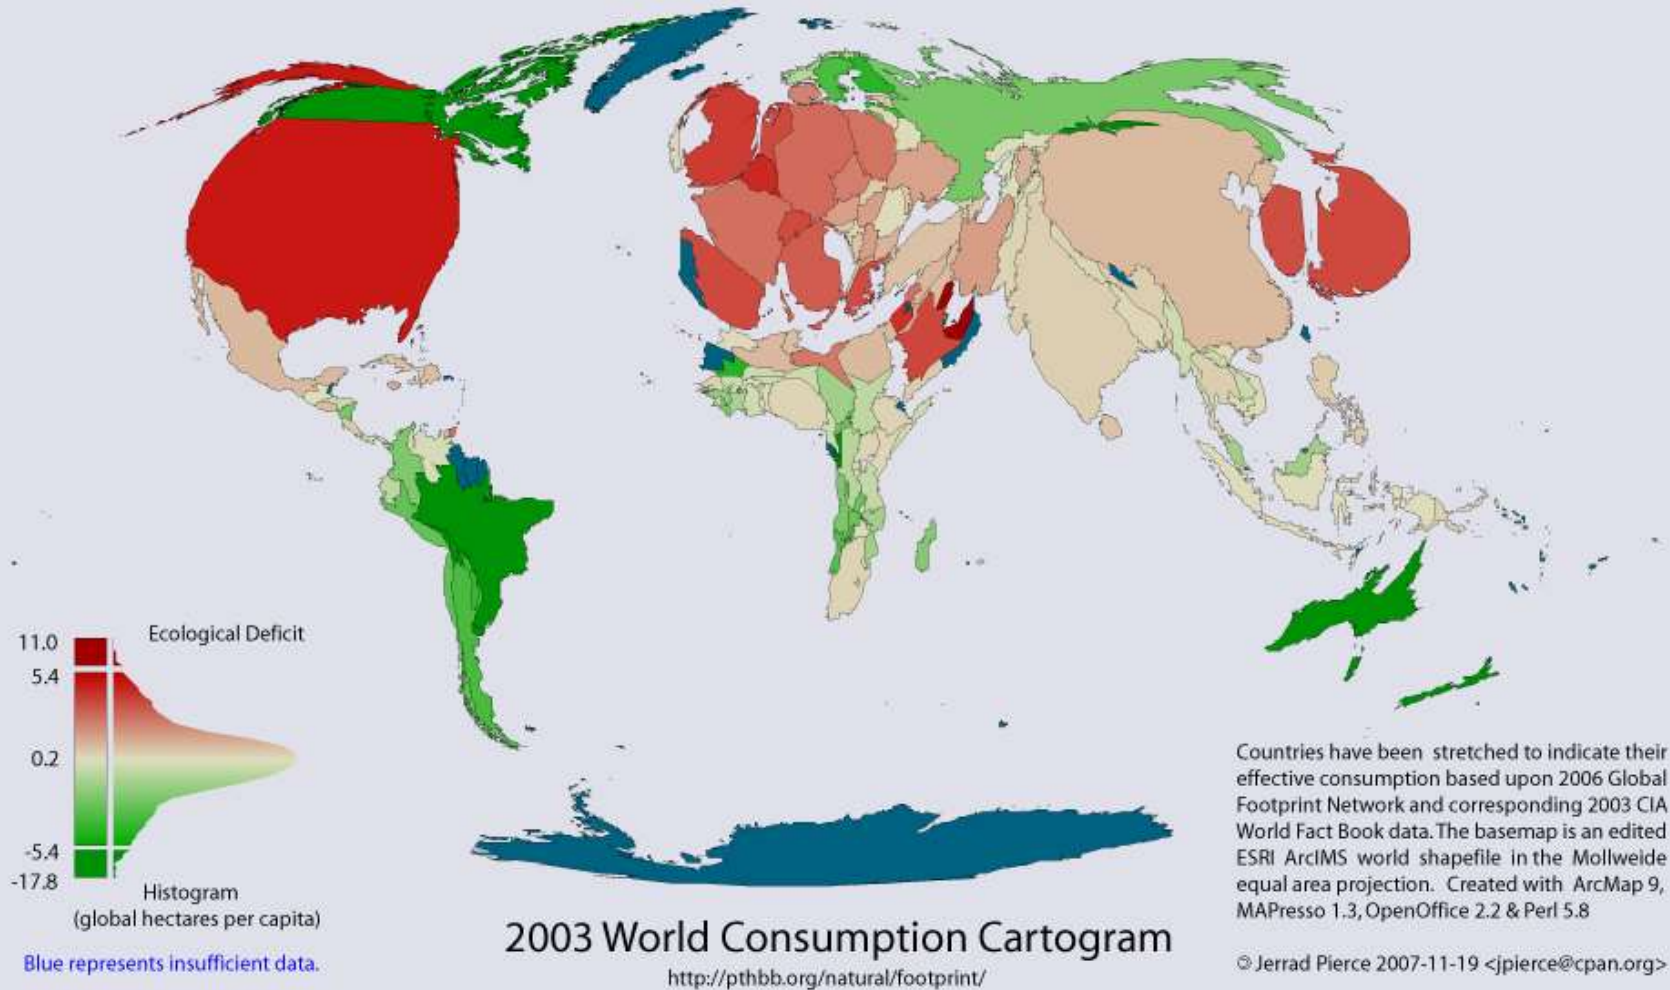 Ecological Deficit
11.0
5.4
0.2
-5.4
-17.8
Histogram
(global hectares per capita)
Blue represents insufficient data.
2003 World Consumption Cartogram
http://pthbb.org/natural/footprint/
Countries have been stretched to indicate their
effective consumption based upon 2006 Global
Footprint Network and corresponding 2003 CIA
World Fact Book data. The basemap is an edited
ESRI ArcIMS world shapefile in the Mollweide
equal area projection. Created with ArcMap 9,
MAPresso 1.3, OpenOffice 2.2 & Perl 5.8
© Jerrad Pierce 2007-11-19 <jpierce@cpan.org>